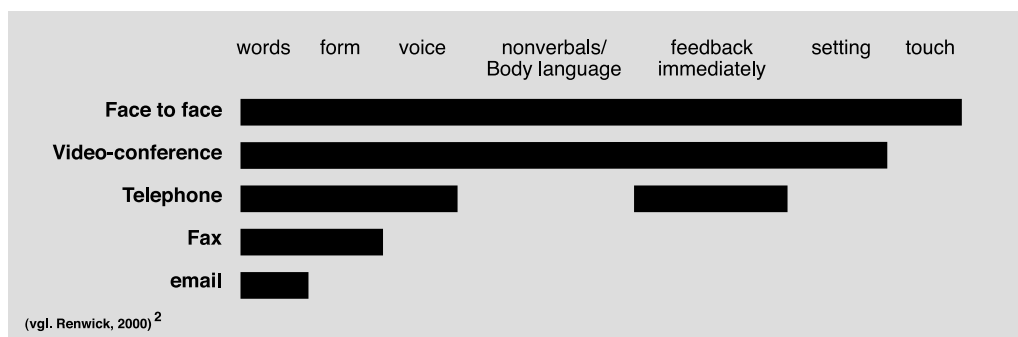 words form voice nonverbals/ feedback setting touch
Body language immediately
Face to face
Video-conference
Telephone
Fax
email
(vgl. Renwick, 2000)²